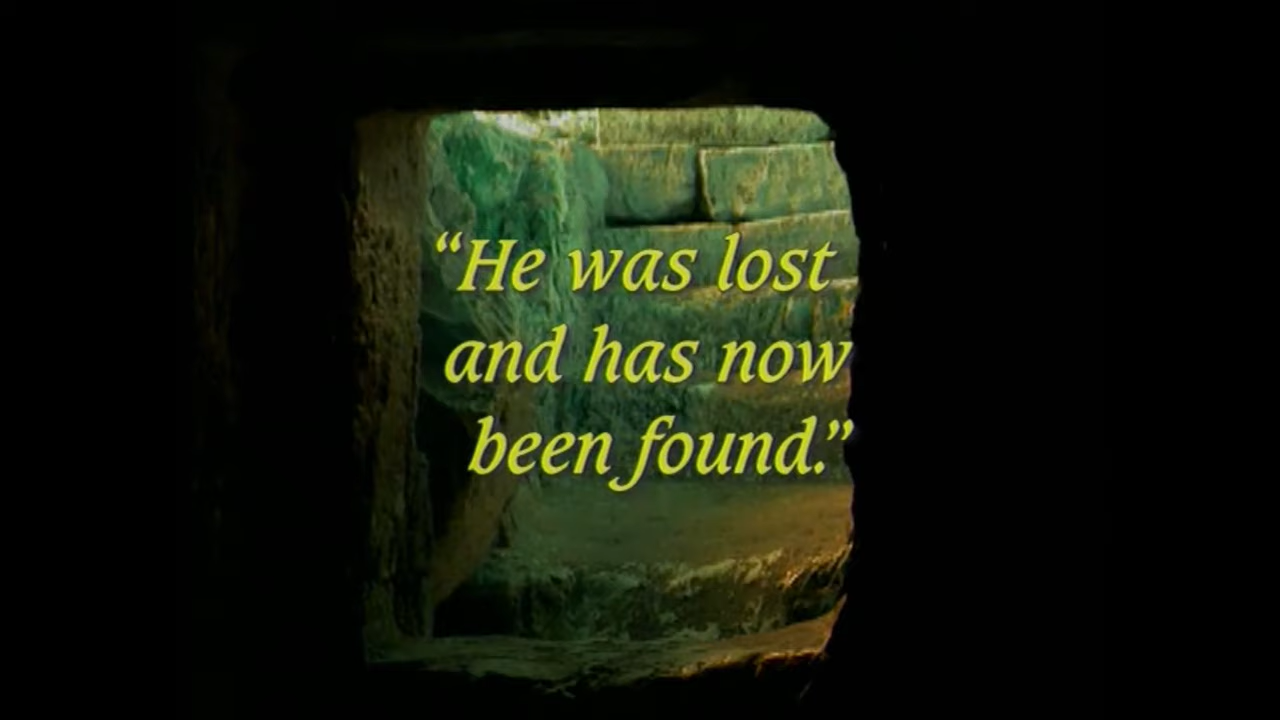 “He was lost
and has now
been found.”